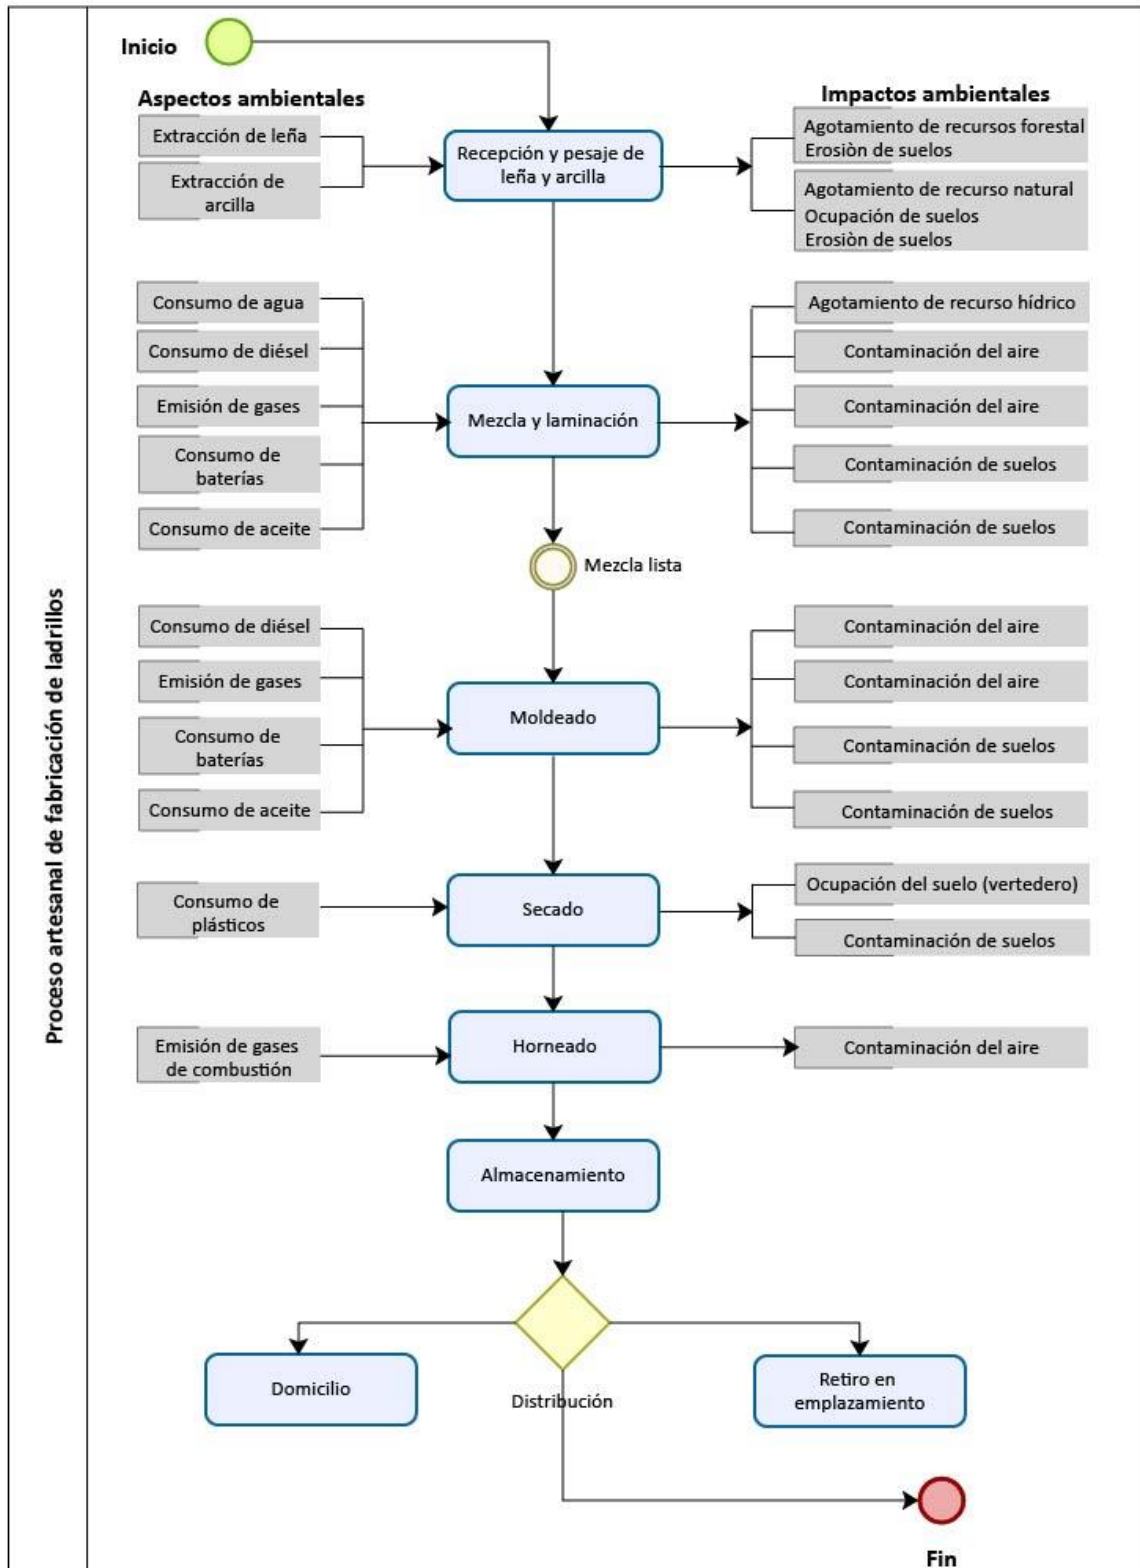 Proceso artesanal de fabricación de ladrillos
Inicio
Aspectos ambientales
Impactos ambientales
Extracción de leña
Extracción de
arcilla
Recepción y pesaje de
leña y arcilla
Agotamiento de recursos forestal
Erosiòn de suelos
Agotamiento de recurso natural
Ocupación de suelos
Erosiòn de suelos
Consumo de agua
Consumo de diésel
Emisión de gases
Consumo de
baterías
Consumo de aceite
Mezcla y laminación
Agotamiento de recurso hídrico
Contaminación del aire
Contaminación del aire
Contaminación de suelos
Contaminación de suelos
Mezcla lista
Consumo de diésel
Emisión de gases
Consumo de
baterías
Consumo de aceite
Moldeado
Contaminación del aire
Contaminación del aire
Contaminación de suelos
Contaminación de suelos
Consumo de
plásticos
Secado
Ocupación del suelo (vertedero)
Contaminación de suelos
Emisión de gases
de combustión
Horneado
Contaminación del aire
Almacenamiento
Domicilio
Distribución
Retiro en
emplazamiento
Fin